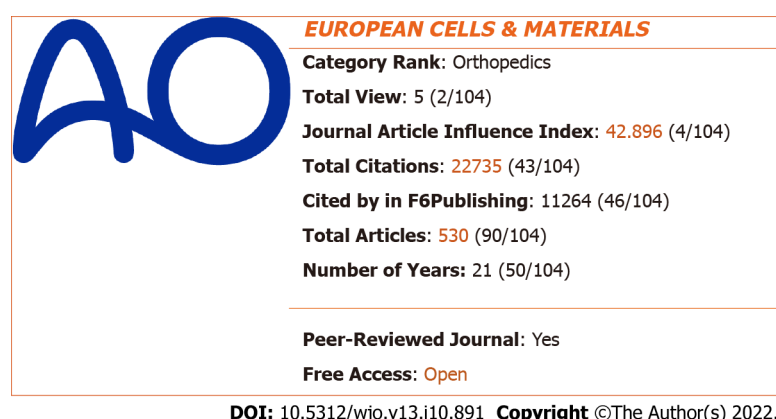 AO
EUROPEAN CELLS & MATERIALS
Category Rank: Orthopedics
Total View: 5 (2/104)
Journal Article Influence Index: 42.896 (4/104)
Total Citations: 22735 (43/104)
Cited by in F6Publishing: 11264 (46/104)
Total Articles: 530 (90/104)
Number of Years: 21 (50/104)
Peer-Reviewed Journal: Yes
Free Access: Open
DOI: 10.5312/wjo.v13.i10.891 Copyright ©The Author(s) 2022.